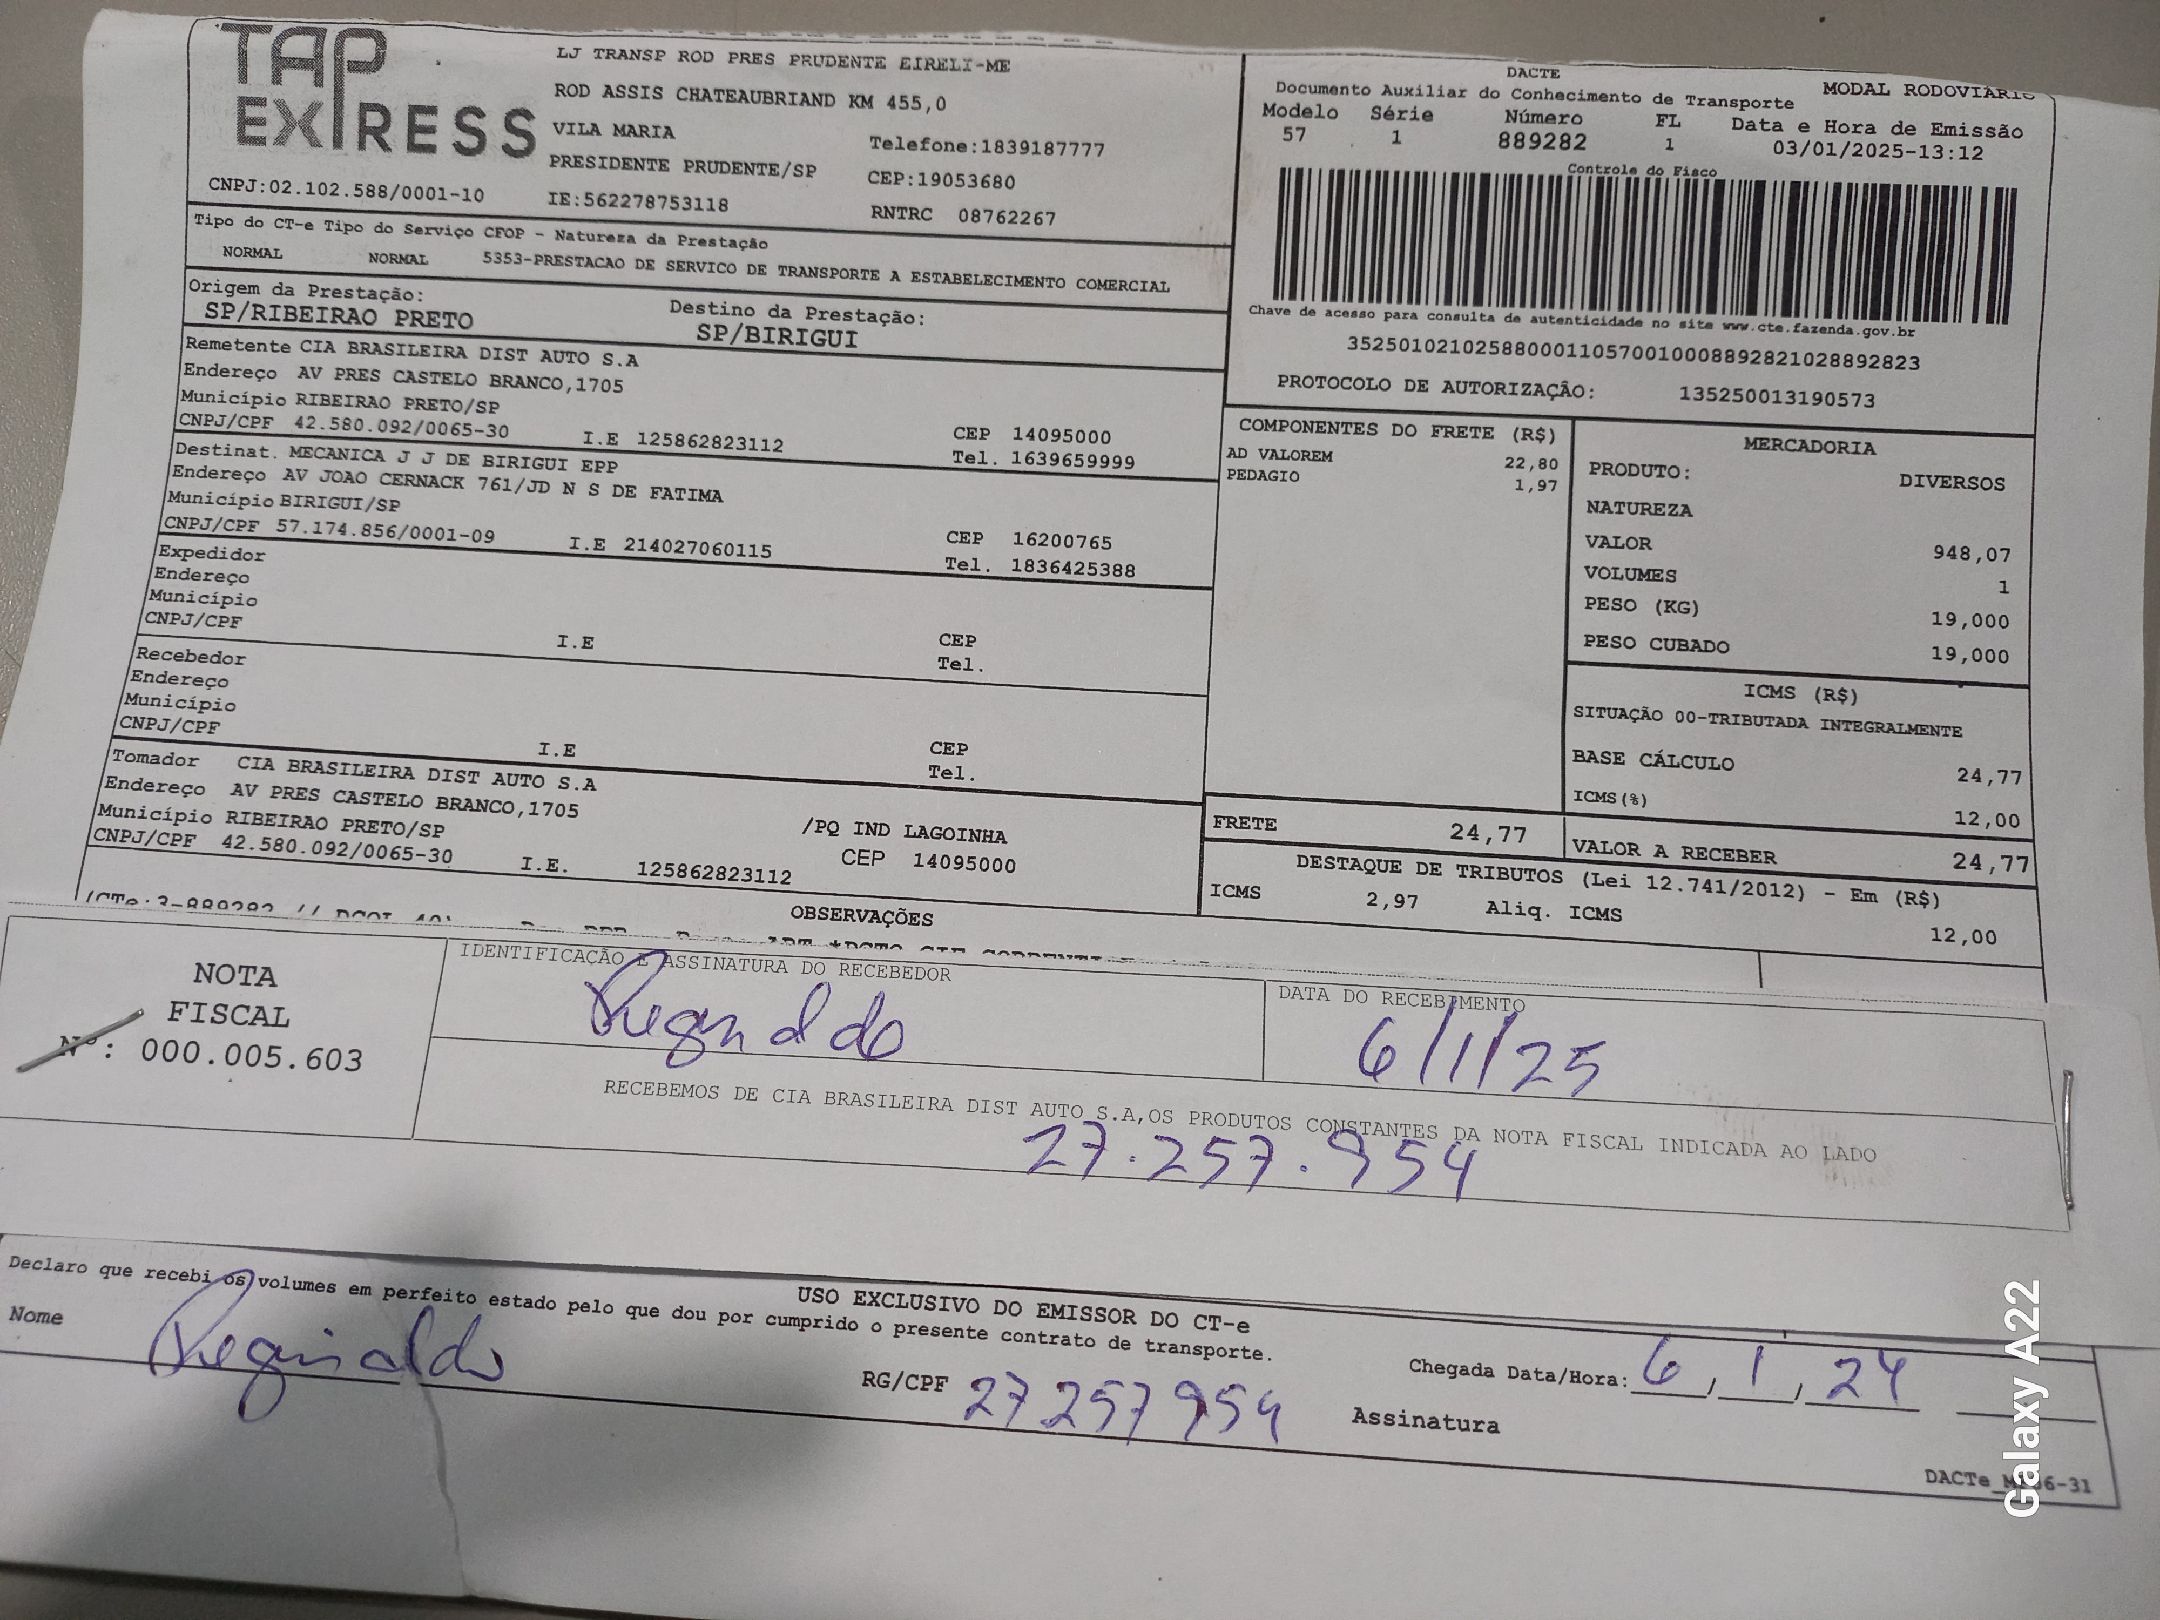 TAP EXPRESS
LJ TRANSP ROD PRES PRUDENTE EIRELI-ME
ROD ASSIS CHATEAUBRIAND KM 455,0
VILA MARIA
Telefone:1839187777
PRESIDENTE PRUDENTE/SP
CEP:19053680
CNPJ:02.102.588/0001-10
IE:562278753118
RNTRC 08762267
DACTE
MODAL RODOVIÁRIO
Documento Auxiliar do Conhecimento de Transporte
Modelo Série Número FL Data e Hora de Emissão
57 1 889282 1 03/01/2025-13:12
Controle do Fisco
Chave de acesso para consulta de autenticidade no site www.cte.fazenda.gov.br
35250102102588000110570010008892821028892823
PROTOCOLO DE AUTORIZAÇÃO: 135250013190573
Tipo do CT-e Tipo do Serviço CFOP - Natureza da Prestação
NORMAL NORMAL 5353-PRESTACAO DE SERVICO DE TRANSPORTE A ESTABELECIMENTO COMERCIAL
Origem da Prestação: Destino da Prestação:
SP/RIBEIRAO PRETO SP/BIRIGUI
Remetente CIA BRASILEIRA DIST AUTO S.A
Endereço AV PRES CASTELO BRANCO,1705
Município RIBEIRAO PRETO/SP CEP 14095000
CNPJ/CPF 42.580.092/0065-30 I.E 125862823112 Tel. 1639659999
Destinat. MECANICA J J DE BIRIGUI EPP
Endereço AV JOAO CERNACK 761/JD N S DE FATIMA
Município BIRIGUI/SP CEP 16200765
CNPJ/CPF 57.174.856/0001-09 I.E 214027060115 Tel. 1836425388
Expedidor
Endereço
Município CEP
CNPJ/CPF I.E Tel.
Recebedor
Endereço
Município CEP
CNPJ/CPF I.E Tel.
Tomador CIA BRASILEIRA DIST AUTO S.A
Endereço AV PRES CASTELO BRANCO,1705 /PQ IND LAGOINHA
Município RIBEIRAO PRETO/SP CEP 14095000
CNPJ/CPF 42.580.092/0065-30 I.E. 125862823112
COMPONENTES DO FRETE (R$)
AD VALOREM 22,80
PEDAGIO 1,97
MERCADORIA
PRODUTO: DIVERSOS
NATUREZA
VALOR 948,07
VOLUMES 1
PESO (KG) 19,000
PESO CUBADO 19,000
ICMS (R$)
SITUAÇÃO 00-TRIBUTADA INTEGRALMENTE
BASE CÁLCULO 24,77
ICMS(%) 12,00
FRETE 24,77
VALOR A RECEBER 24,77
DESTAQUE DE TRIBUTOS (Lei 12.741/2012) - Em (R$)
ICMS 2,97 Aliq. ICMS 12,00
OBSERVAÇÕES
NOTA
FISCAL
Nº: 000.005.603
IDENTIFICAÇÃO E ASSINATURA DO RECEBEDOR
Reginaldo
DATA DO RECEBIMENTO
6/1/25
RECEBEMOS DE CIA BRASILEIRA DIST AUTO S.A,OS PRODUTOS CONSTANTES DA NOTA FISCAL INDICADA AO LADO
27.257.954
USO EXCLUSIVO DO EMISSOR DO CT-e
Declaro que recebi os volumes em perfeito estado pelo que dou por cumprido o presente contrato de transporte.
Nome Reginaldo
RG/CPF 27 257 954
Chegada Data/Hora: 6, 1, 24
Assinatura
Galaxy A22